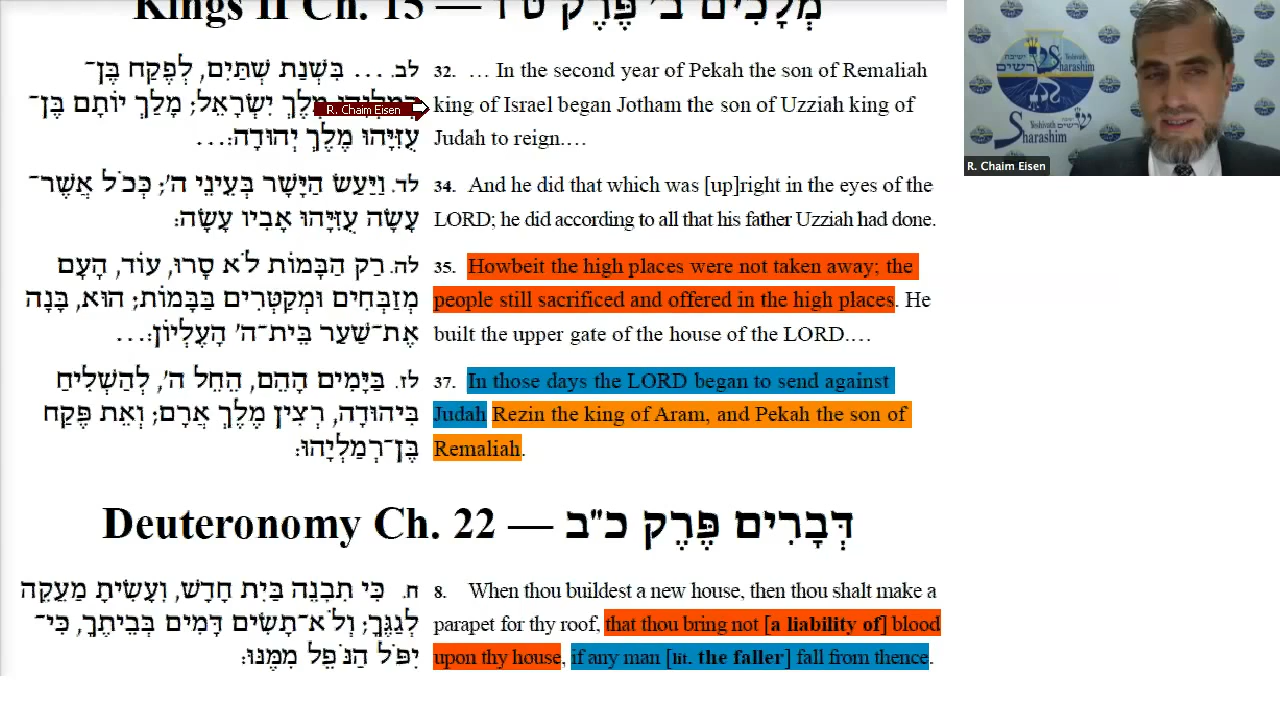 Kings II Ch. 15 — מְלָכִים ב׳ פֶּרֶק ט״ו
לב. … בִּשְׁנַת שְׁתַּיִם, לְפֶקַח בֶּן־
מֶלֶךְ יִשְׂרָאֵל; מָלַךְ יוֹתָם בֶּן־
עֻזִּיָּהוּ מֶלֶךְ יְהוּדָה:…
32. … In the second year of Pekah the son of Remaliah
king of Israel began Jotham the son of Uzziah king of
Judah to reign.…
R. Chaim Eisen
לד. וַיַּעַשׂ הַיָּשָׁר בְּעֵינֵי ה׳; כְּכֹל אֲשֶׁר־
עָשָׂה עֻזִּיָּהוּ אָבִיו עָשָׂה:
34. And he did that which was [up]right in the eyes of the
LORD; he did according to all that his father Uzziah had done.
לה. רַק הַבָּמוֹת לֹא סָרוּ, עוֹד, הָעָם
מְזַבְּחִים וּמְקַטְּרִים בַּבָּמוֹת; הוּא, בָּנָה
אֶת־שַׁעַר בֵּית־ה׳ הָעֶלְיוֹן:…
35. Howbeit the high places were not taken away; the
people still sacrificed and offered in the high places. He
built the upper gate of the house of the LORD.…
לז. בַּיָּמִים הָהֵם, הֵחֵל ה׳, לְהַשְׁלִיחַ
בִּיהוּדָה, רְצִין מֶלֶךְ אֲרָם; וְאֵת פֶּקַח
בֶּן־רְמַלְיָהוּ:
37. In those days the LORD began to send against
Judah Rezin the king of Aram, and Pekah the son of
Remaliah.
Deuteronomy Ch. 22 — דְּבָרִים פֶּרֶק כ״ב
ח. כִּי תִבְנֶה בַּיִת חָדָשׁ, וְעָשִׂיתָ מַעֲקֶה
לְגַגֶּךָ; וְלֹא־תָשִׂים דָּמִים בְּבֵיתֶךָ, כִּי־
יִפֹּל הַנֹּפֵל מִמֶּנּוּ:
8. When thou buildest a new house, then thou shalt make a
parapet for thy roof, that thou bring not [a liability of] blood
upon thy house, if any man [lit. the faller] fall from thence.
ישיבת
שרשים
Yeshivath
Sharashim
ישיבת
שרשים
Yeshivath
Sharashim
R. Chaim Eisen